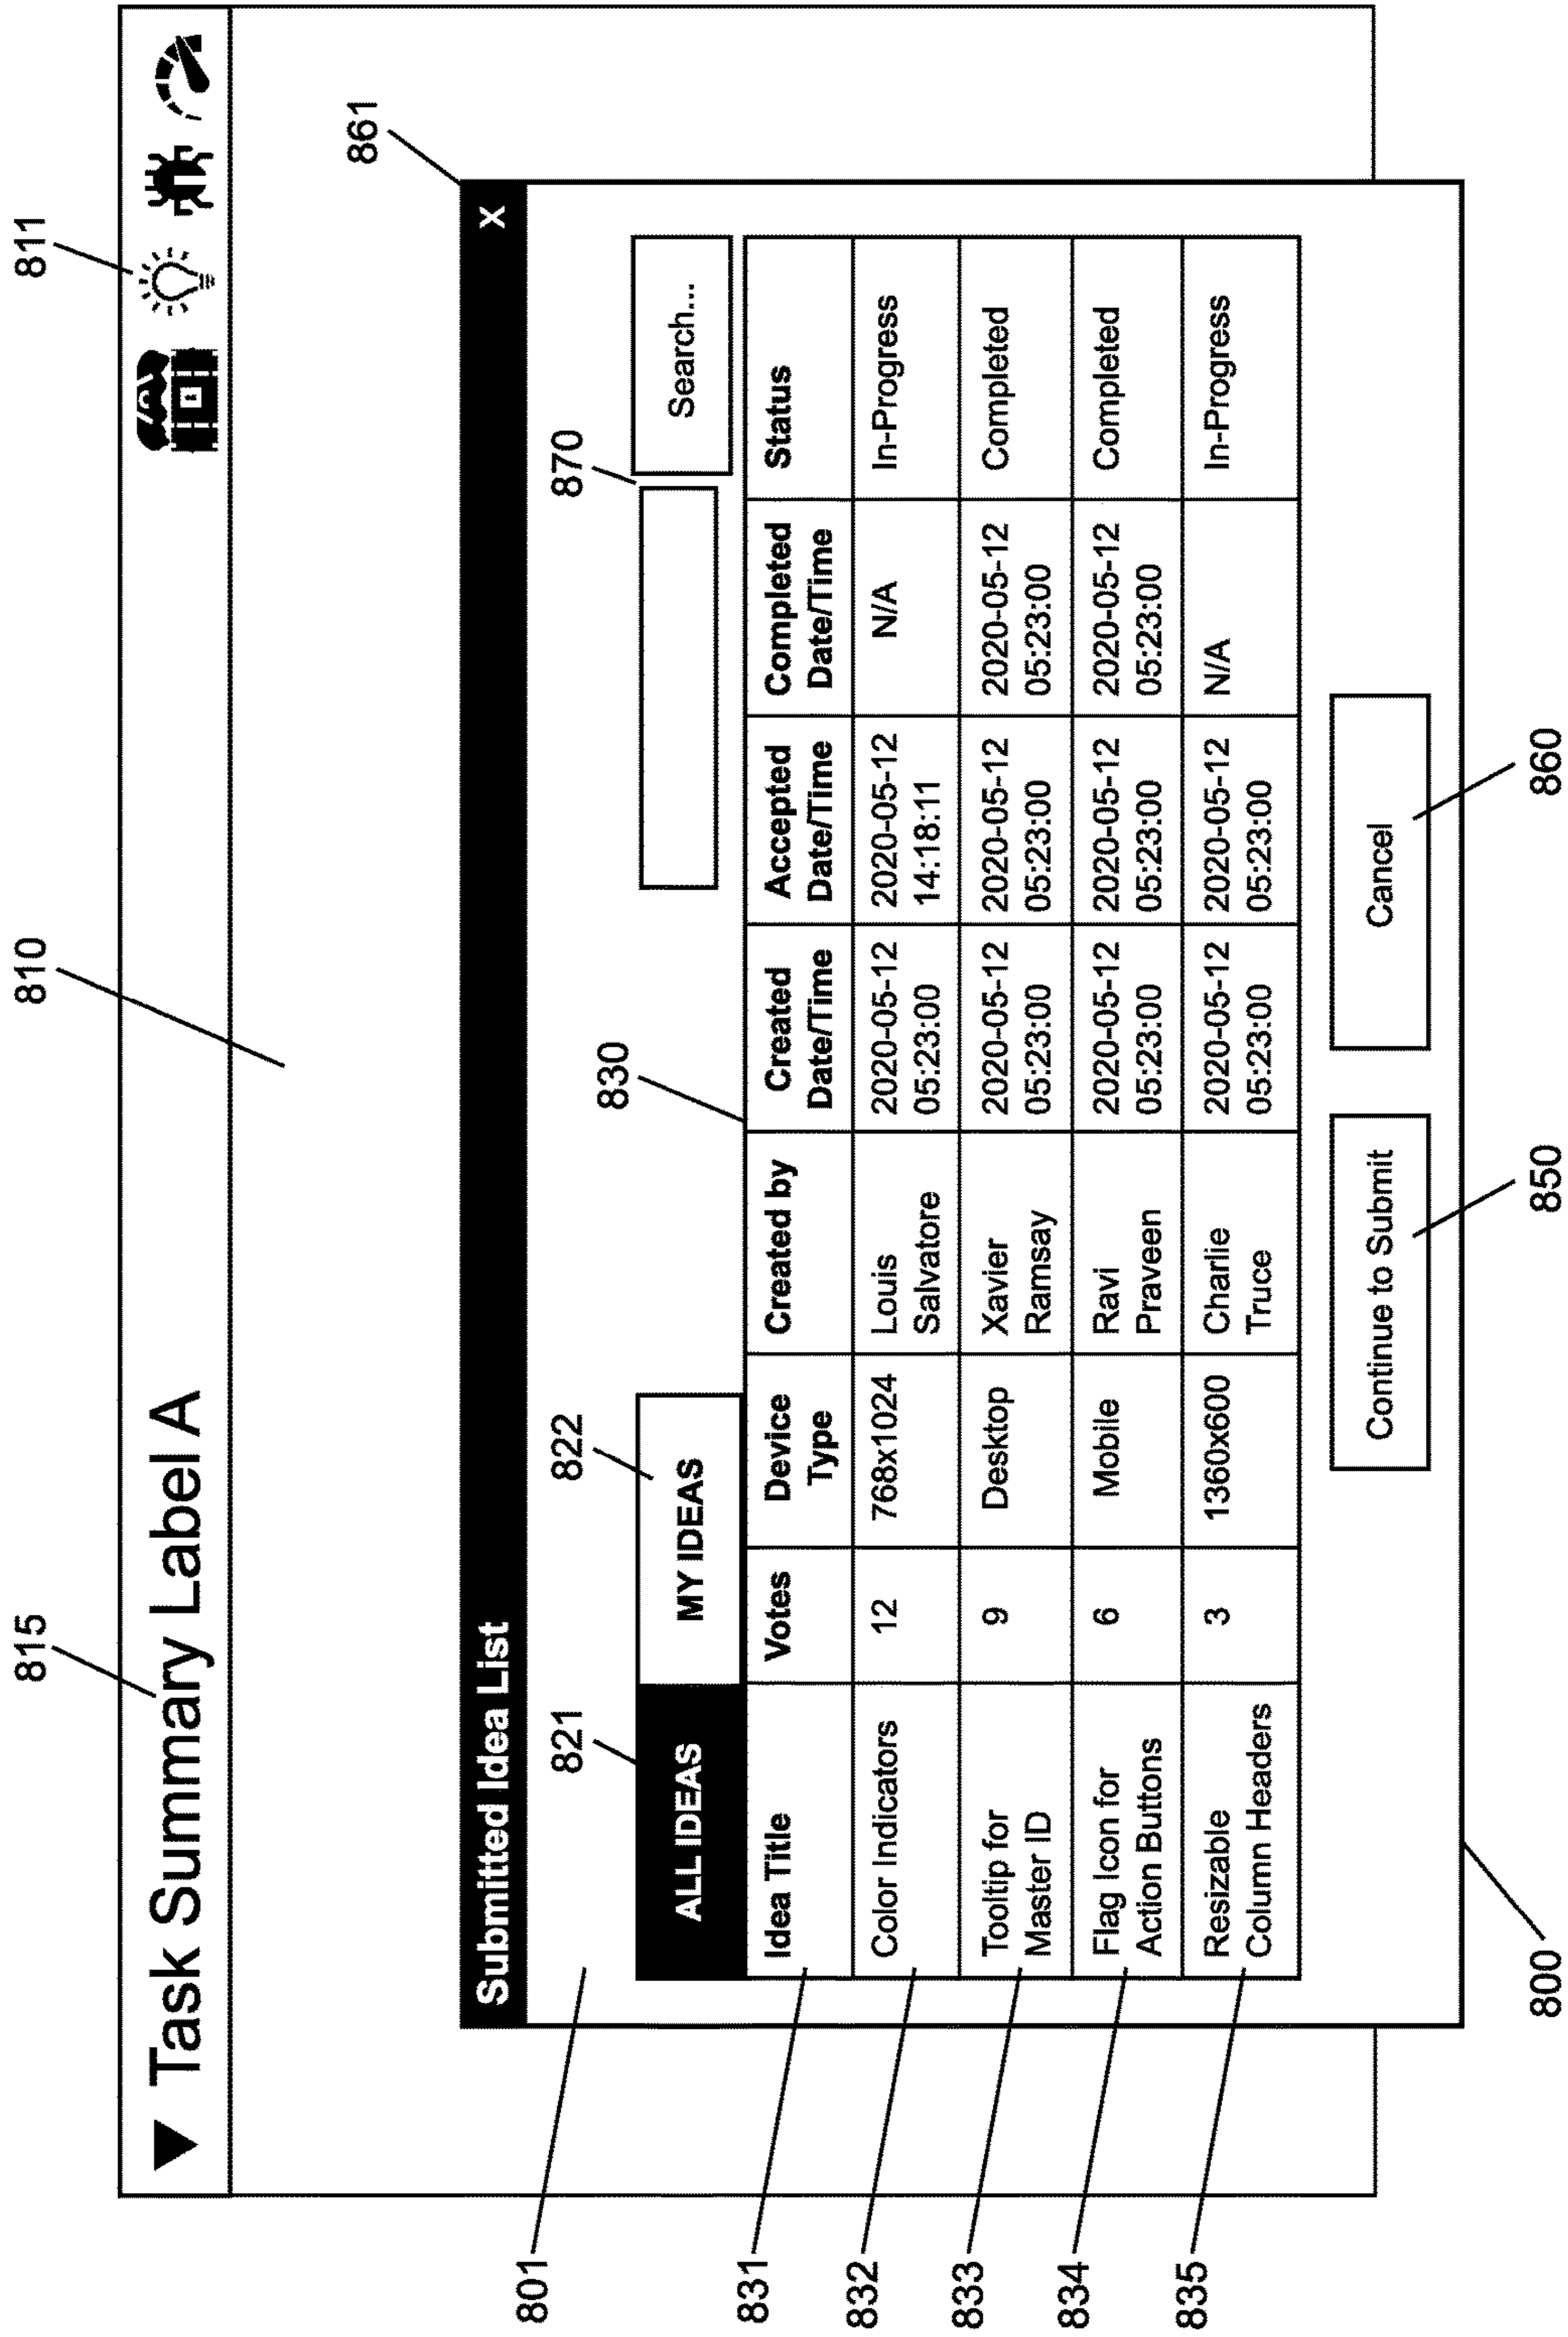 815
810
811
▼ Task Summary Label A
861
Submitted Idea List
X
801
821
822
830
870
ALL IDEAS
MY IDEAS
Search...
831
Idea Title
Votes
Device
Type
Created by
Created
Date/Time
Accepted
Date/Time
Completed
Date/Time
Status
832
Color Indicators
12
768x1024
Louis
Salvatore
2020-05-12
05:23:00
2020-05-12
14:18:11
N/A
In-Progress
833
Tooltip for
Master ID
9
Desktop
Xavier
Ramsay
2020-05-12
05:23:00
2020-05-12
05:23:00
2020-05-12
05:23:00
Completed
834
Flag Icon for
Action Buttons
6
Mobile
Ravi
Praveen
2020-05-12
05:23:00
2020-05-12
05:23:00
2020-05-12
05:23:00
Completed
835
Resizable
Column Headers
3
1360x600
Charlie
Truce
2020-05-12
05:23:00
2020-05-12
05:23:00
N/A
In-Progress
Continue to Submit
Cancel
800
850
860